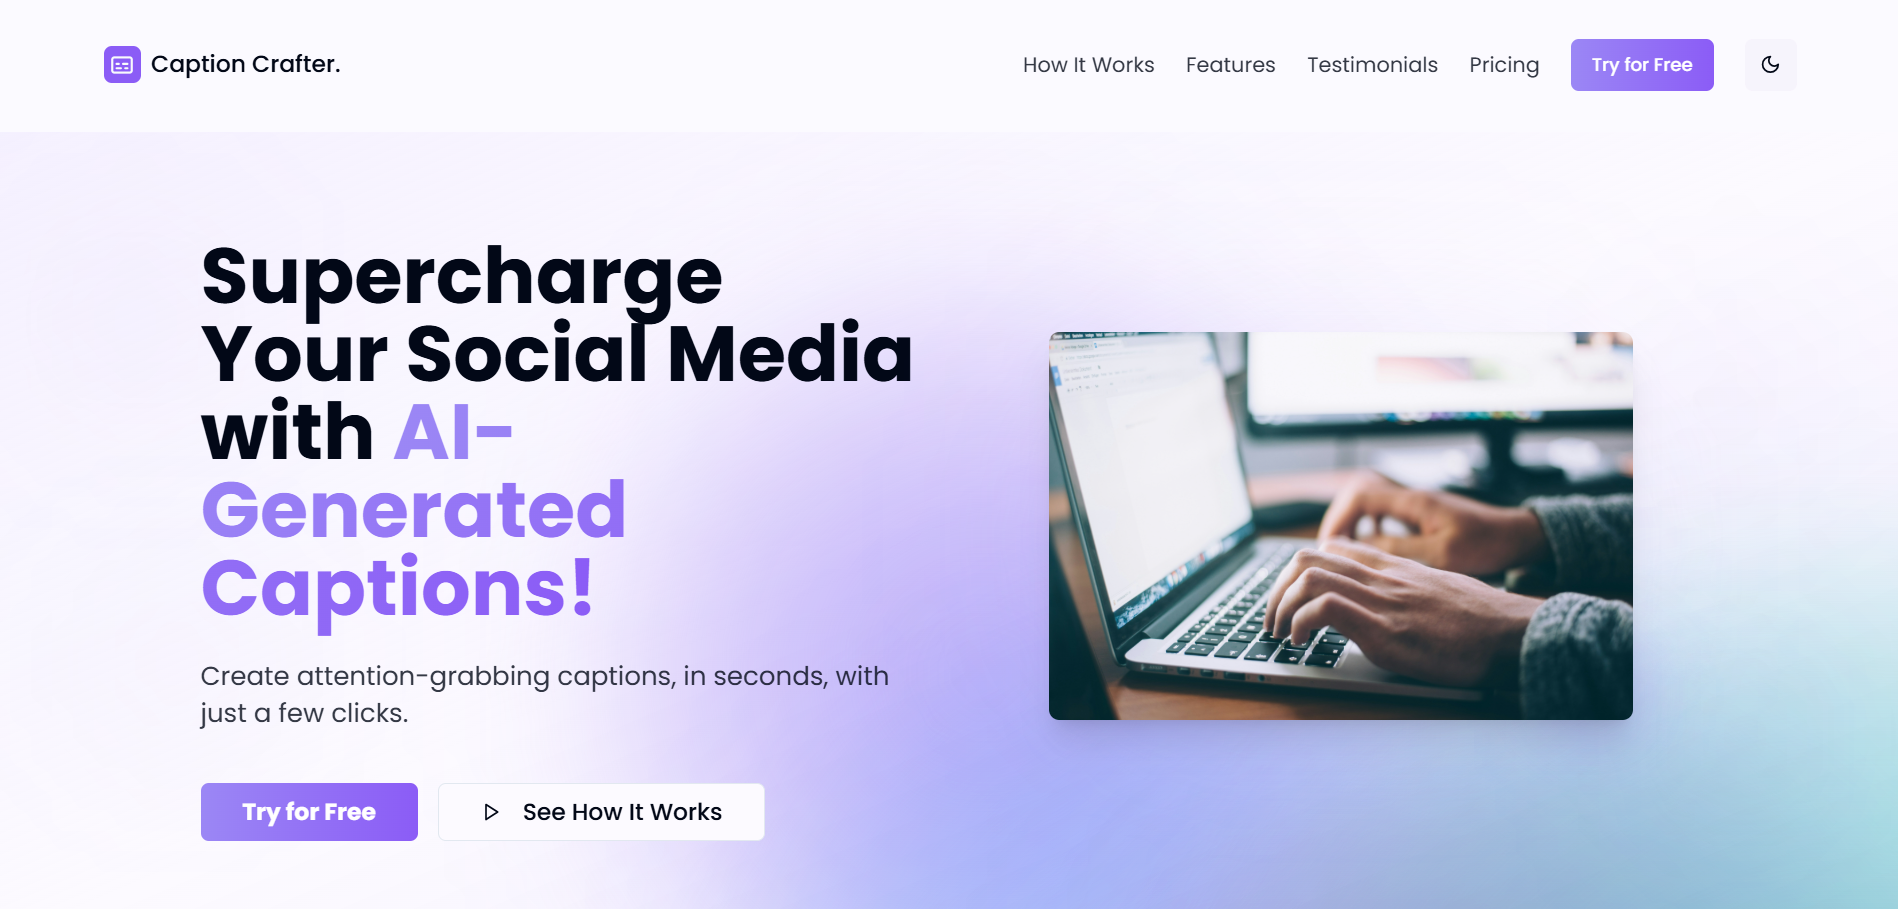 Caption Crafter.
How It Works
Features
Testimonials
Pricing
Try for Free
Supercharge
Your Social Media
with AI-
Generated
Captions!
Create attention-grabbing captions, in seconds, with
just a few clicks.
Try for Free
See How It Works